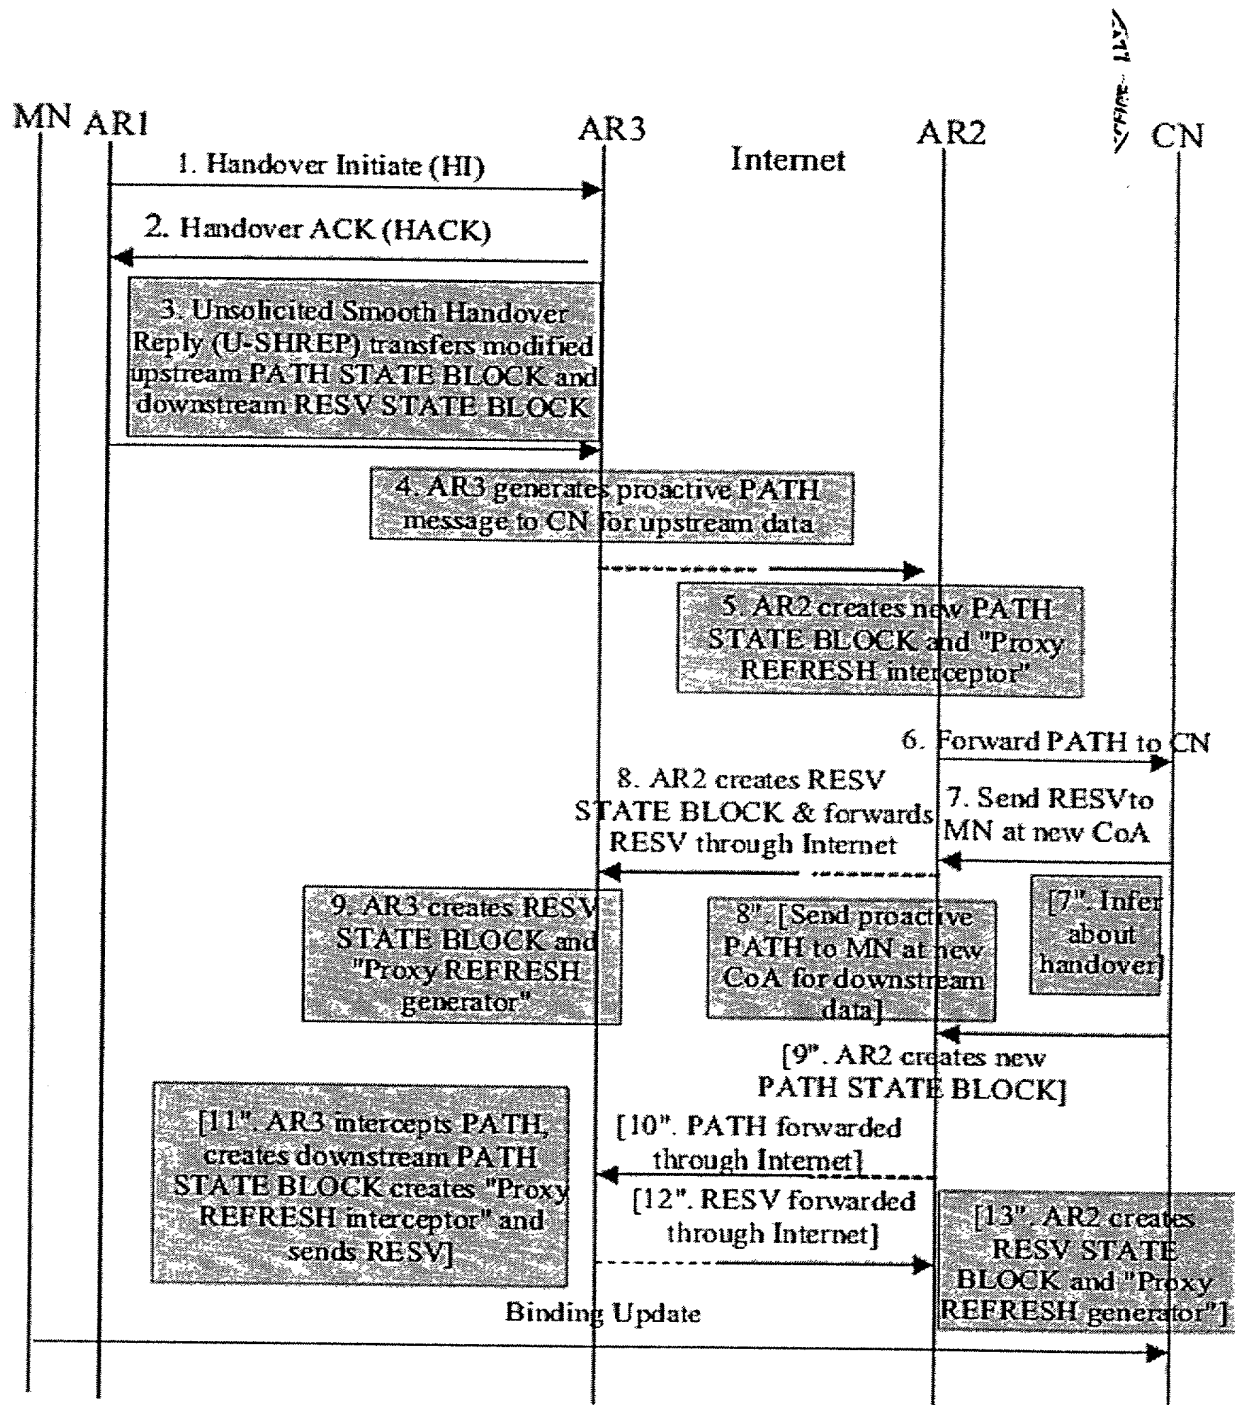 MN AR1 AR3 Internet AR2 CN
1. Handover Initiate (HI)
2. Handover ACK (HACK)
3. Unsolicited Smooth Handover
Reply (U-SHREP) transfers modified
upstream PATH STATE BLOCK and
downstream RESV STATE BLOCK
4. AR3 generates proactive PATH
message to CN for upstream data
5. AR2 creates new PATH
STATE BLOCK and "Proxy
REFRESH interceptor"
6. Forward PATH to CN
7. Send RESVto
MN at new CoA
8. AR2 creates RESV
STATE BLOCK & forwards
RESV through Internet
[7". Infer
about
handover]
9. AR3 creates RESV
STATE BLOCK and
"Proxy REFRESH
generator"
8". [Send proactive
PATH to MN at new
CoA for downstream
data]
[9". AR2 creates new
PATH STATE BLOCK]
[10". PATH forwarded
through Internet]
[11". AR3 intercepts PATH,
creates downstream PATH
STATE BLOCK creates "Proxy
REFRESH interceptor" and
sends RESV]
[12". RESV forwarded
through Internet]
[13". AR2 creates
RESV STATE
BLOCK and "Proxy
REFRESH generator"]
Binding Update